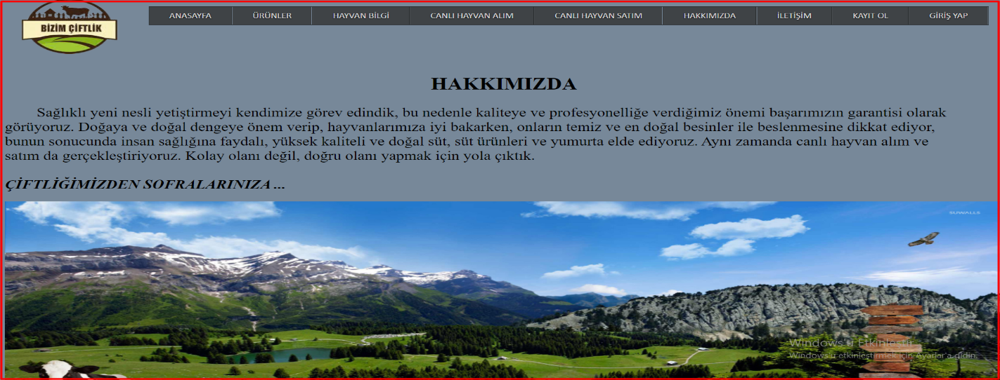 BİZİM ÇİFTLİK
ANASAYFA ÜRÜNLER HAYVAN BİLGİ CANLI HAYVAN ALIM CANLI HAYVAN SATIM HAKKIMIZDA İLETİŞİM KAYIT OL GİRİŞ YAP
HAKKIMIZDA
Sağlıklı yeni nesli yetiştirmeyi kendimize görev edindik, bu nedenle kaliteye ve profesyonelliğe verdiğimiz önemi başarımızın garantisi olarak
görüyoruz. Doğaya ve doğal dengeye önem verip, hayvanlarımıza iyi bakarken, onların temiz ve en doğal besinler ile beslenmesine dikkat ediyor,
bunun sonucunda insan sağlığına faydalı, yüksek kaliteli ve doğal süt, süt ürünleri ve yumurta elde ediyoruz. Aynı zamanda canlı hayvan alım ve
satım da gerçekleştiriyoruz. Kolay olanı değil, doğru olanı yapmak için yola çıktık.
ÇİFTLİĞİMİZDEN SOFRALARINIZA ...
SUWALLS
Windows'u Etkinleştir
Windows'u etkinleştirmek için Ayarlar'a gidin.